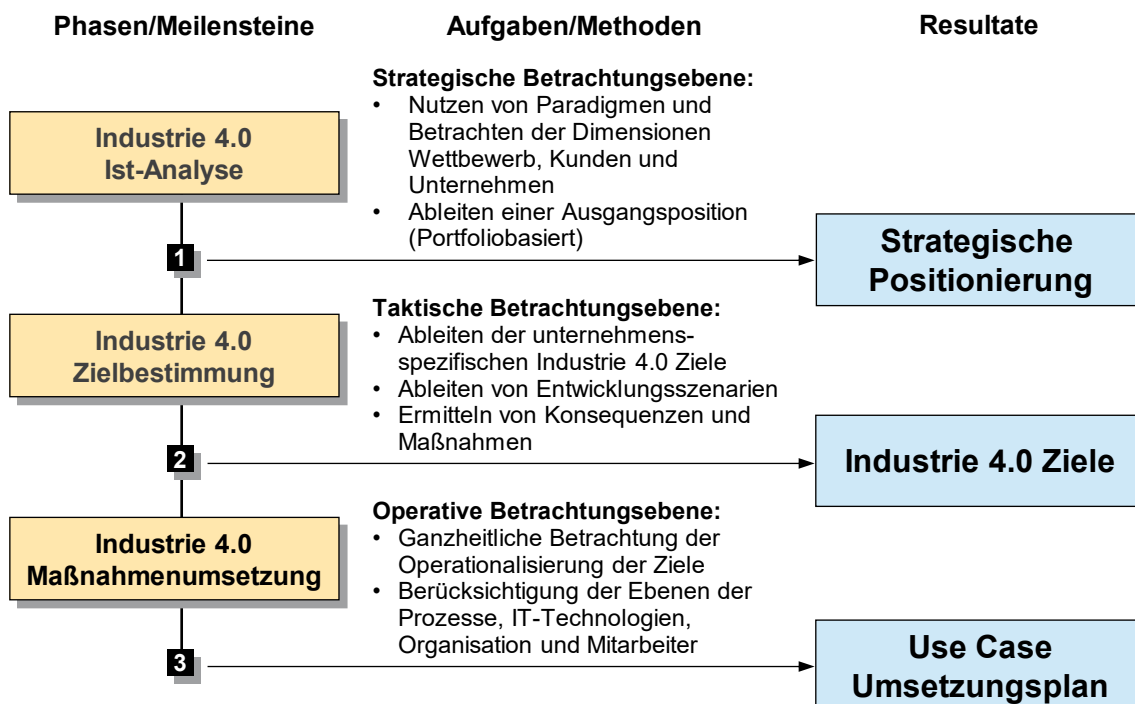 Phasen/Meilensteine
Aufgaben/Methoden
Resultate
Industrie 4.0
Ist-Analyse
Strategische Betrachtungsebene:
• Nutzen von Paradigmen und
Betrachten der Dimensionen
Wettbewerb, Kunden und
Unternehmen
• Ableiten einer Ausgangsposition
(Portfoliobasiert)
1
Strategische
Positionierung
Industrie 4.0
Zielbestimmung
Taktische Betrachtungsebene:
• Ableiten der unternehmens-
spezifischen Industrie 4.0 Ziele
• Ableiten von Entwicklungsszenarien
• Ermitteln von Konsequenzen und
Maßnahmen
2
Industrie 4.0 Ziele
Industrie 4.0
Maßnahmenumsetzung
Operative Betrachtungsebene:
• Ganzheitliche Betrachtung der
Operationalisierung der Ziele
• Berücksichtigung der Ebenen der
Prozesse, IT-Technologien,
Organisation und Mitarbeiter
3
Use Case
Umsetzungsplan